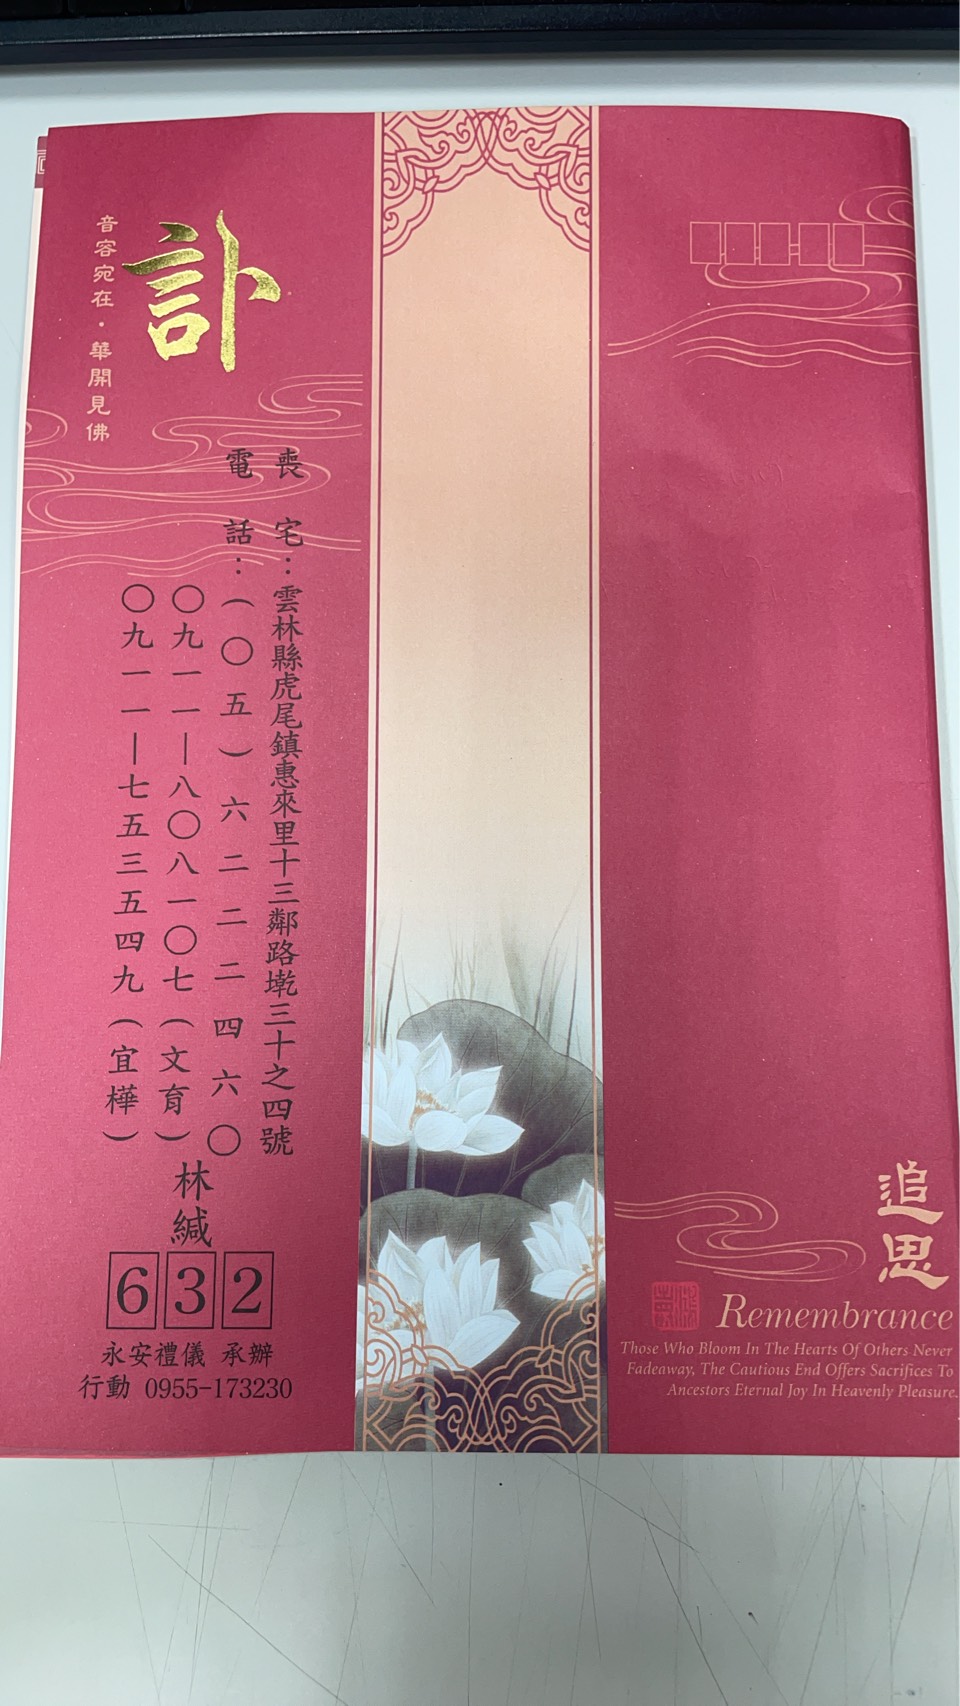 追思
Remembrance
Those Who Bloom In The Hearts Of Others Never
Fadeaway, The Cautious End Offers Sacrifices To
Ancestors Eternal Joy In Heavenly Pleasure.
訃
音容宛在・華開見佛
喪宅：雲林縣虎尾鎮惠來里十三鄰路墘三十之四號
電話：（〇五）六二二二四六〇
〇九一一—八〇八一〇七（文育）
〇九一一—七五三五四九（宜樺）
林緘
632
永安禮儀 承辦
行動 0955-173230